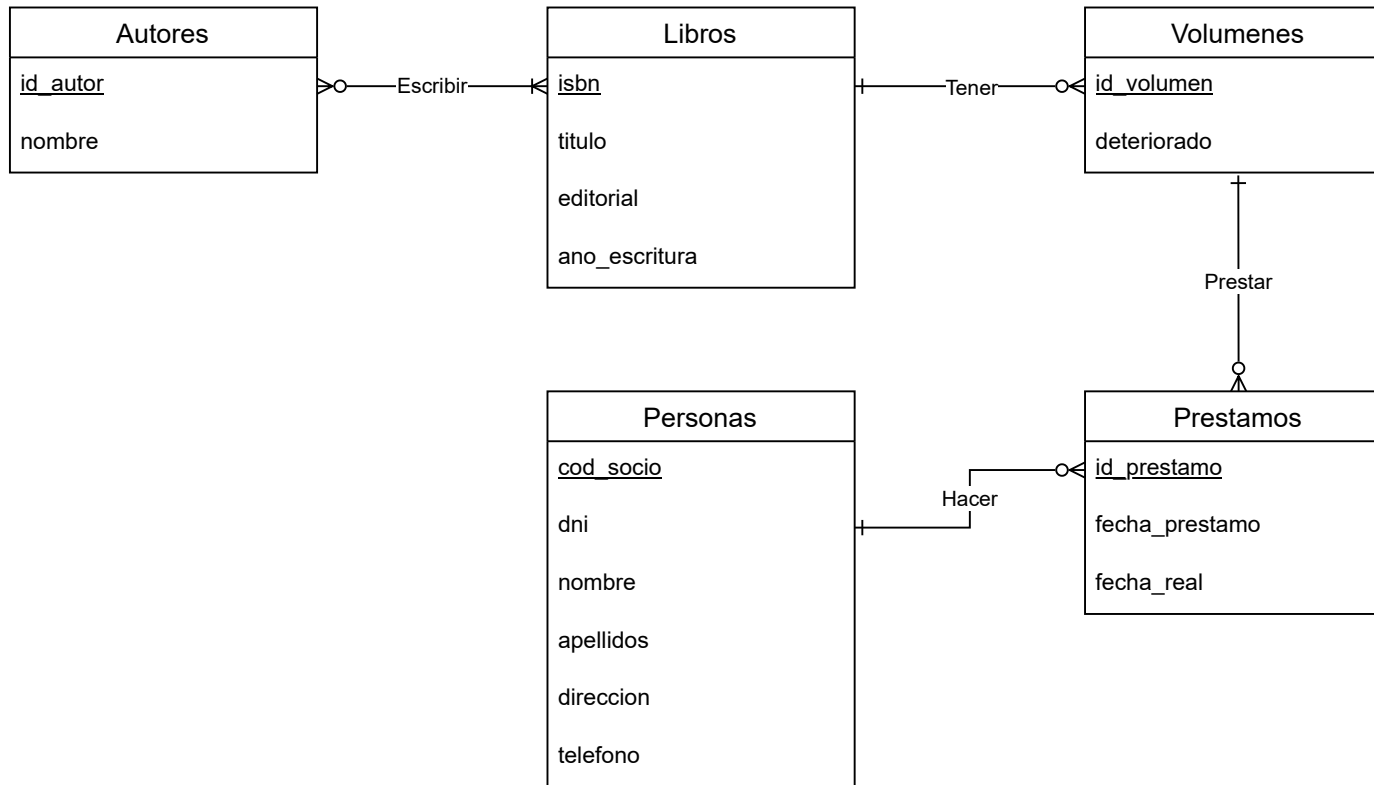 Autores
id_autor
nombre
Escribir
Libros
isbn
titulo
editorial
ano_escritura
Tener
Volumenes
id_volumen
deteriorado
Prestar
Personas
cod_socio
dni
nombre
apellidos
direccion
telefono
Hacer
Prestamos
id_prestamo
fecha_prestamo
fecha_real